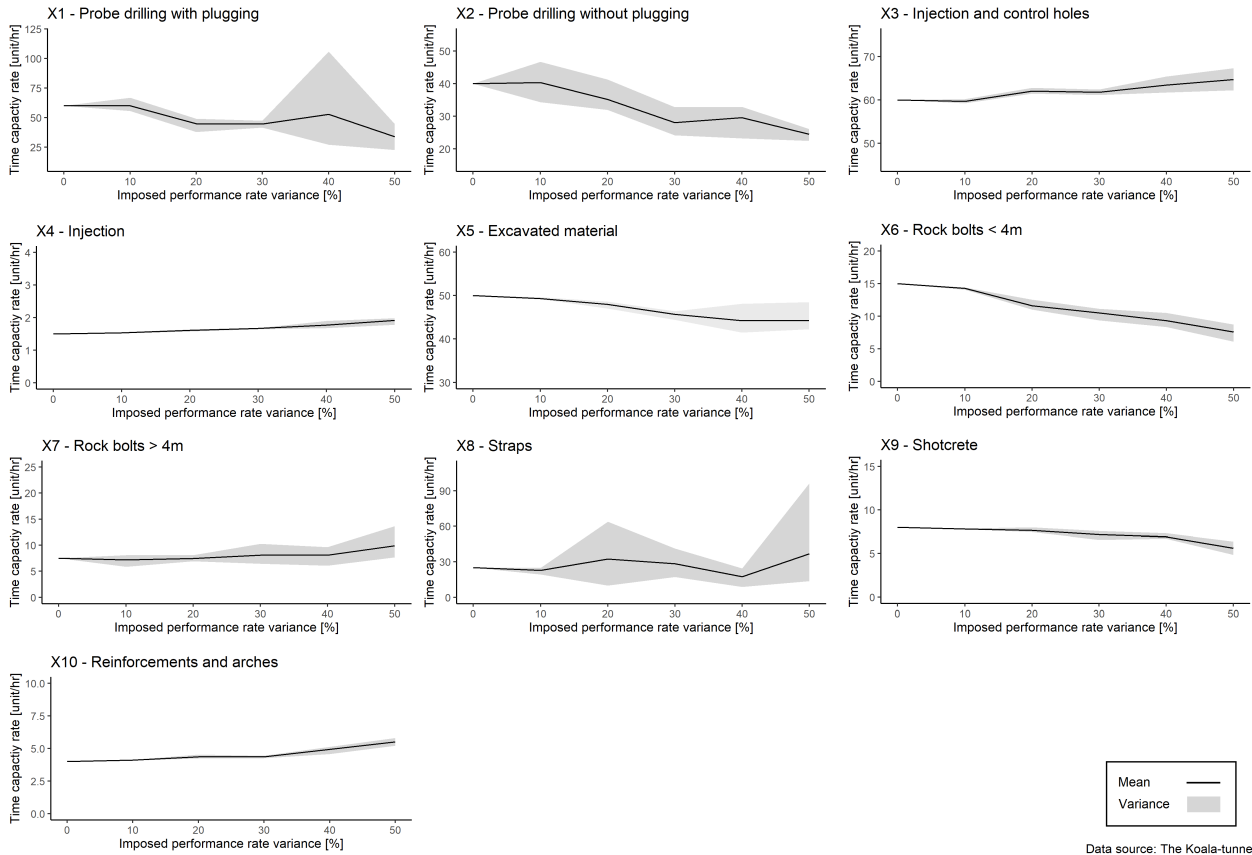 X1 - Probe drilling with plugging
Time capactiy rate [unit/hr]
125
100
75
50
25
0 10 20 30 40 50
Imposed performance rate variance [%]
X2 - Probe drilling without plugging
Time capactiy rate [unit/hr]
50
40
30
20
0 10 20 30 40 50
Imposed performance rate variance [%]
X3 - Injection and control holes
Time capactiy rate [unit/hr]
70
60
50
0 10 20 30 40 50
Imposed performance rate variance [%]
X4 - Injection
Time capactiy rate [unit/hr]
4
3
2
1
0
0 10 20 30 40 50
Imposed performance rate variance [%]
X5 - Excavated material
Time capactiy rate [unit/hr]
60
50
40
30
0 10 20 30 40 50
Imposed performance rate variance [%]
X6 - Rock bolts < 4m
Time capactiy rate [unit/hr]
20
15
10
5
0
0 10 20 30 40 50
Imposed performance rate variance [%]
X7 - Rock bolts > 4m
Time capactiy rate [unit/hr]
25
20
15
10
5
0
0 10 20 30 40 50
Imposed performance rate variance [%]
X8 - Straps
Time capactiy rate [unit/hr]
90
60
30
0
0 10 20 30 40 50
Imposed performance rate variance [%]
X9 - Shotcrete
Time capactiy rate [unit/hr]
15
10
5
0
0 10 20 30 40 50
Imposed performance rate variance [%]
X10 - Reinforcements and arches
Time capactiy rate [unit/hr]
10.0
7.5
5.0
2.5
0.0
0 10 20 30 40 50
Imposed performance rate variance [%]
Mean
Variance
Data source: The Koala-tunne